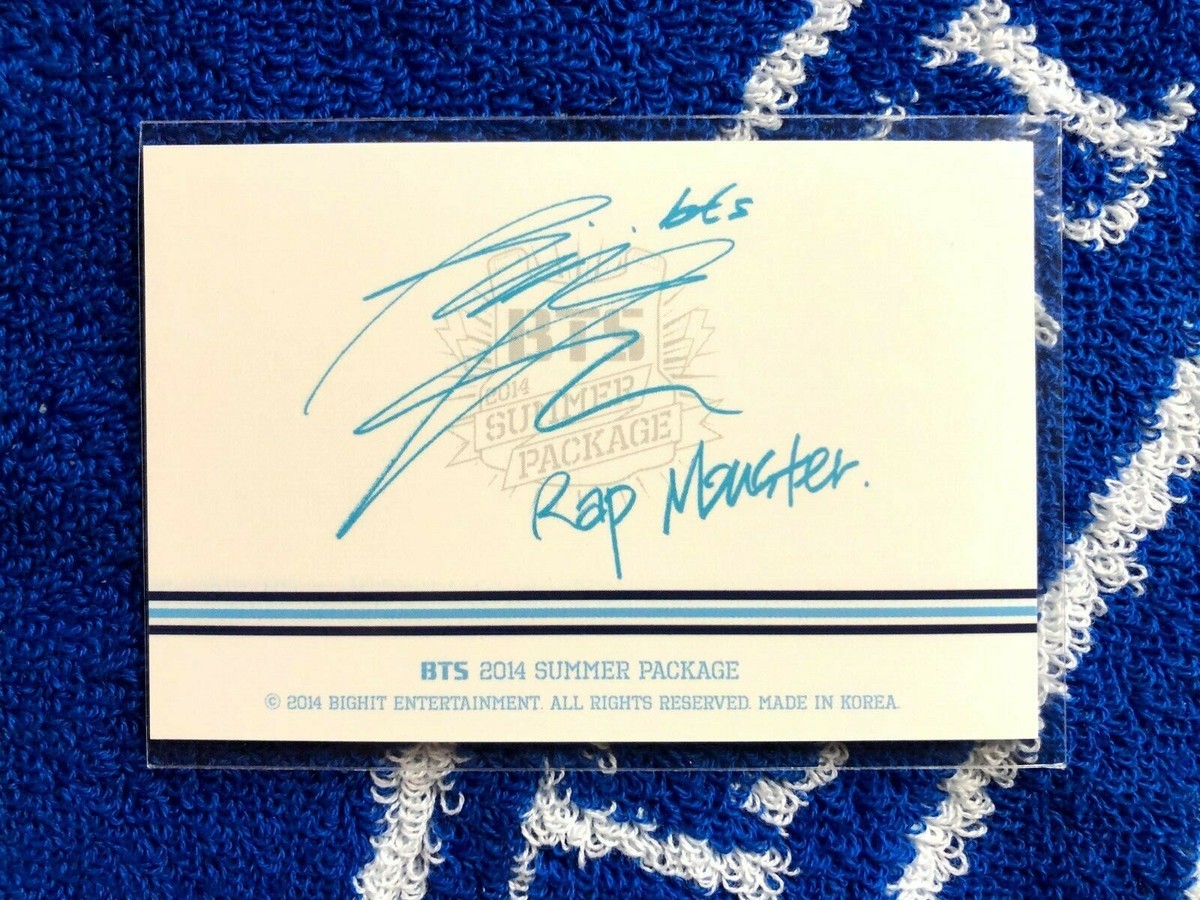 bts
BTS
2014
SUMMER
PACKAGE
Rap Monster.
BTS 2014 SUMMER PACKAGE
© 2014 BIGHIT ENTERTAINMENT. ALL RIGHTS RESERVED. MADE IN KOREA.